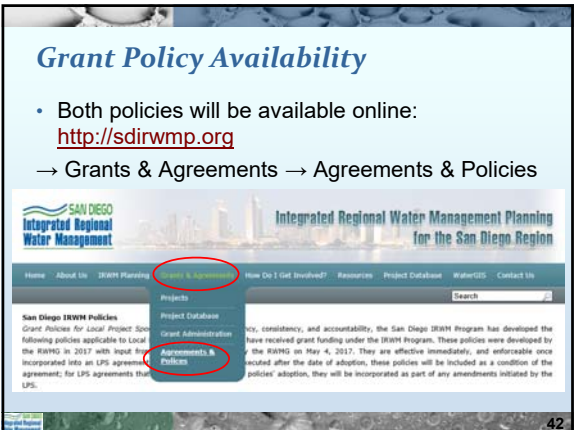 Grant Policy Availability
• Both policies will be available online:
http://sdirwmp.org
→ Grants & Agreements → Agreements & Policies
SAN DIEGO
Integrated Regional
Water Management
Integrated Regional Water Management Planning
for the San Diego Region
Home About Us IRWM Planning Grants & Agreements How Do I Get Involved? Resources Project Database WaterGIS Contact Us
Projects
Search
Project Database
Grant Administration
Agreements &
Polices
San Diego IRWM Policies
Grant Policies for Local Project Spon ncy, consistency, and accountability, the San Diego IRWM Program has developed the
following policies applicable to Local have received grant funding under the IRWM Program. These policies were developed by
the RWMG in 2017 with input from y the RWMG on May 4, 2017. They are effective immediately, and enforceable once
incorporated into an LPS agreement xecuted after the date of adoption, these policies will be included as a condition of the
agreement; for LPS agreements that policies' adoption, they will be incorporated as part of any amendments initiated by the
LPS.
42